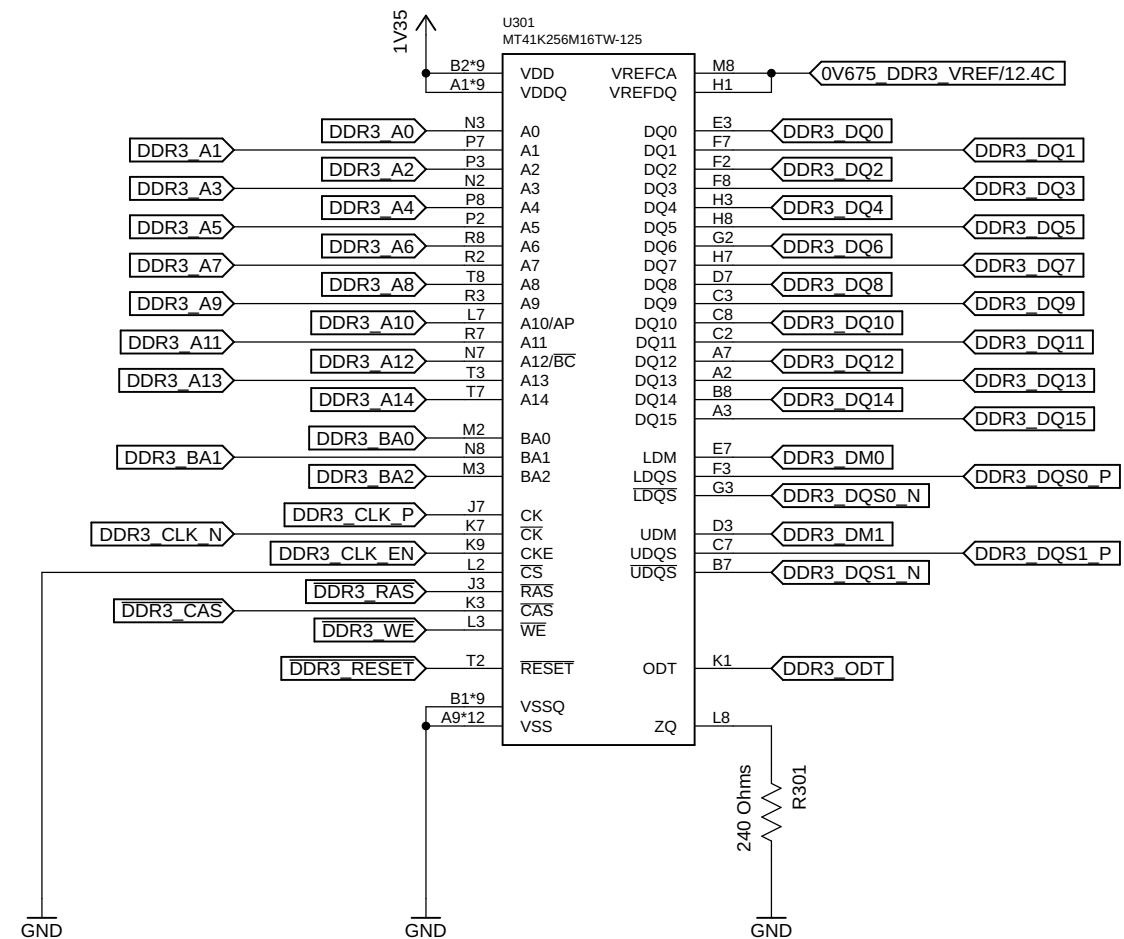 1V35
U301
MT41K256M16TW-125
B2*9 VDD VREFCA M8 0V675_DDR3_VREF/12.4C
A1*9 VDDQ VREFDQ H1
DDR3_A0 N3 A0 DQ0 E3 DDR3_DQ0
DDR3_A1 P7 A1 DQ1 F7 DDR3_DQ1
DDR3_A2 P3 A2 DQ2 F2 DDR3_DQ2
DDR3_A3 N2 A3 DQ3 F8 DDR3_DQ3
DDR3_A4 P8 A4 DQ4 H3 DDR3_DQ4
DDR3_A5 P2 A5 DQ5 H8 DDR3_DQ5
DDR3_A6 R8 A6 DQ6 G2 DDR3_DQ6
DDR3_A7 R2 A7 DQ7 H7 DDR3_DQ7
DDR3_A8 T8 A8 DQ8 D7 DDR3_DQ8
DDR3_A9 R3 A9 DQ9 C3 DDR3_DQ9
DDR3_A10 L7 A10/AP DQ10 C8 DDR3_DQ10
DDR3_A11 R7 A11 DQ11 C2 DDR3_DQ11
DDR3_A12 N7 A12/BC DQ12 A7 DDR3_DQ12
DDR3_A13 T3 A13 DQ13 A2 DDR3_DQ13
DDR3_A14 T7 A14 DQ14 B8 DDR3_DQ14
DQ15 A3 DDR3_DQ15
DDR3_BA0 M2 BA0
DDR3_BA1 N8 BA1 LDM E7 DDR3_DM0
DDR3_BA2 M3 BA2 LDQS F3 DDR3_DQS0_P
LDQS G3 DDR3_DQS0_N
DDR3_CLK_P J7 CK
DDR3_CLK_N K7 CK UDM D3 DDR3_DM1
DDR3_CLK_EN K9 CKE UDQS C7 DDR3_DQS1_P
L2 CS UDQS B7 DDR3_DQS1_N
DDR3_RAS J3 RAS
DDR3_CAS K3 CAS
DDR3_WE L3 WE
DDR3_RESET T2 RESET ODT K1 DDR3_ODT
B1*9 VSSQ
A9*12 VSS ZQ L8
240 Ohms
R301
GND GND GND